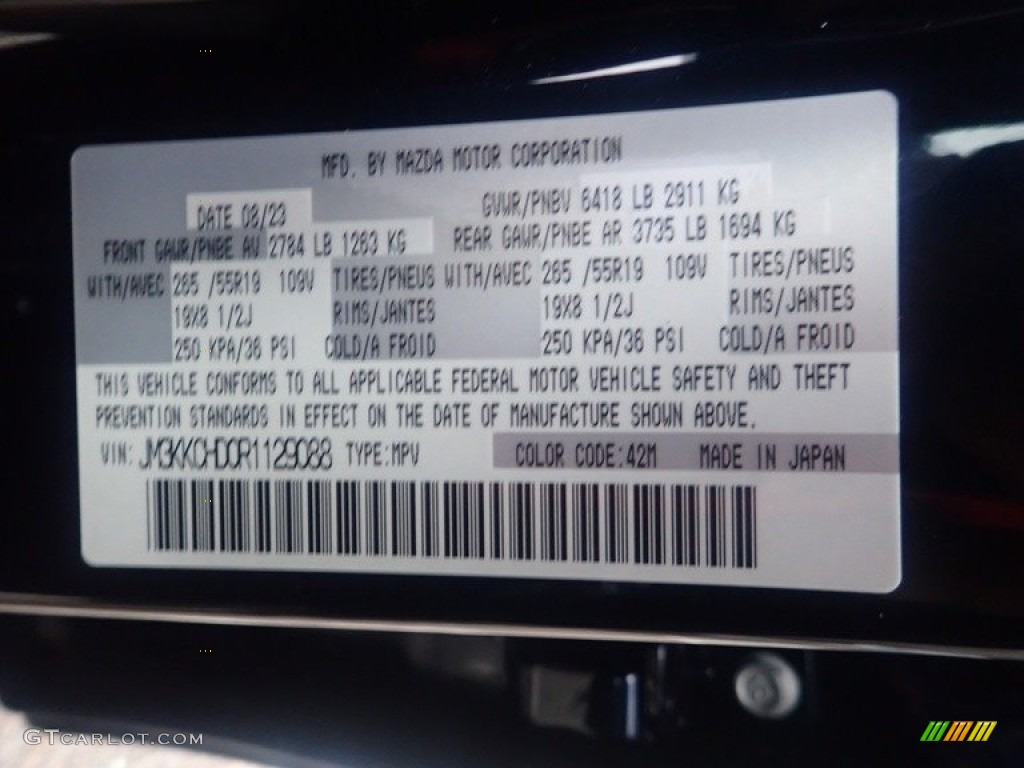 MFD. BY MAZDA MOTOR CORPORATION
DATE 08/23 GVWR/PNBV 6418 LB 2911 KG
FRONT GAWR/PNBE AV 2784 LB 1263 KG REAR GAWR/PNBE AR 3735 LB 1694 KG
WITH/AVEC 265 /55R19 109V TIRES/PNEUS WITH/AVEC 265 /55R19 109V TIRES/PNEUS
19X8 1/2J RIMS/JANTES 19X8 1/2J RIMS/JANTES
250 KPA/36 PSI COLD/A FROID 250 KPA/36 PSI COLD/A FROID
THIS VEHICLE CONFORMS TO ALL APPLICABLE FEDERAL MOTOR VEHICLE SAFETY AND THEFT
PREVENTION STANDARDS IN EFFECT ON THE DATE OF MANUFACTURE SHOWN ABOVE.
VIN: JM3KKCHD0R1129088 TYPE:MPV COLOR CODE:42M MADE IN JAPAN
GTCARLOT.COM